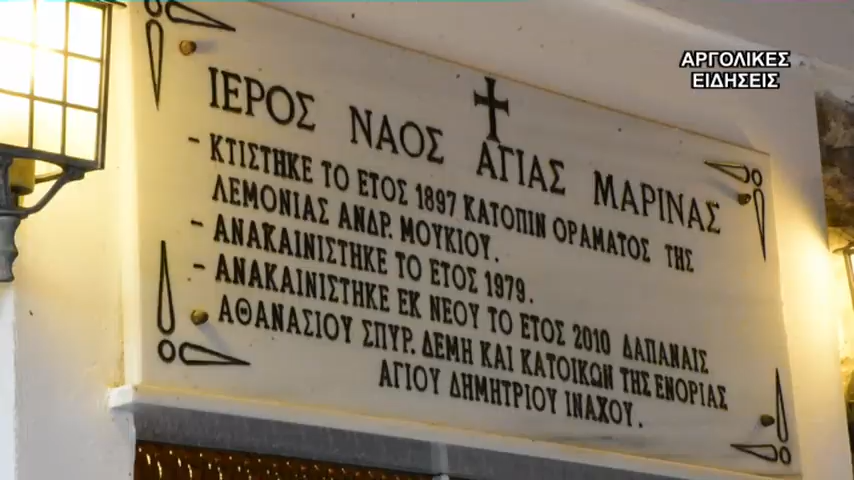 ΑΡΓΟΛΙΚΕΣ
ΕΙΔΗΣΕΙΣ
ΙΕΡΟΣ ΝΑΟΣ ΑΓΙΑΣ ΜΑΡΙΝΑΣ
- ΚΤΙΣΤΗΚΕ ΤΟ ΕΤΟΣ 1897 ΚΑΤΟΠΙΝ ΟΡΑΜΑΤΟΣ ΤΗΣ
ΛΕΜΟΝΙΑΣ ΑΝΔΡ. ΜΟΥΚΙΟΥ.
- ΑΝΑΚΑΙΝΙΣΤΗΚΕ ΤΟ ΕΤΟΣ 1979.
- ΑΝΑΚΑΙΝΙΣΤΗΚΕ ΕΚ ΝΕΟΥ ΤΟ ΕΤΟΣ 2010 ΔΑΠΑΝΑΙΣ
ΑΘΑΝΑΣΙΟΥ ΣΠΥΡ. ΔΕΜΗ ΚΑΙ ΚΑΤΟΙΚΩΝ ΤΗΣ ΕΝΟΡΙΑΣ
ΑΓΙΟΥ ΔΗΜΗΤΡΙΟΥ ΙΝΑΧΟΥ.